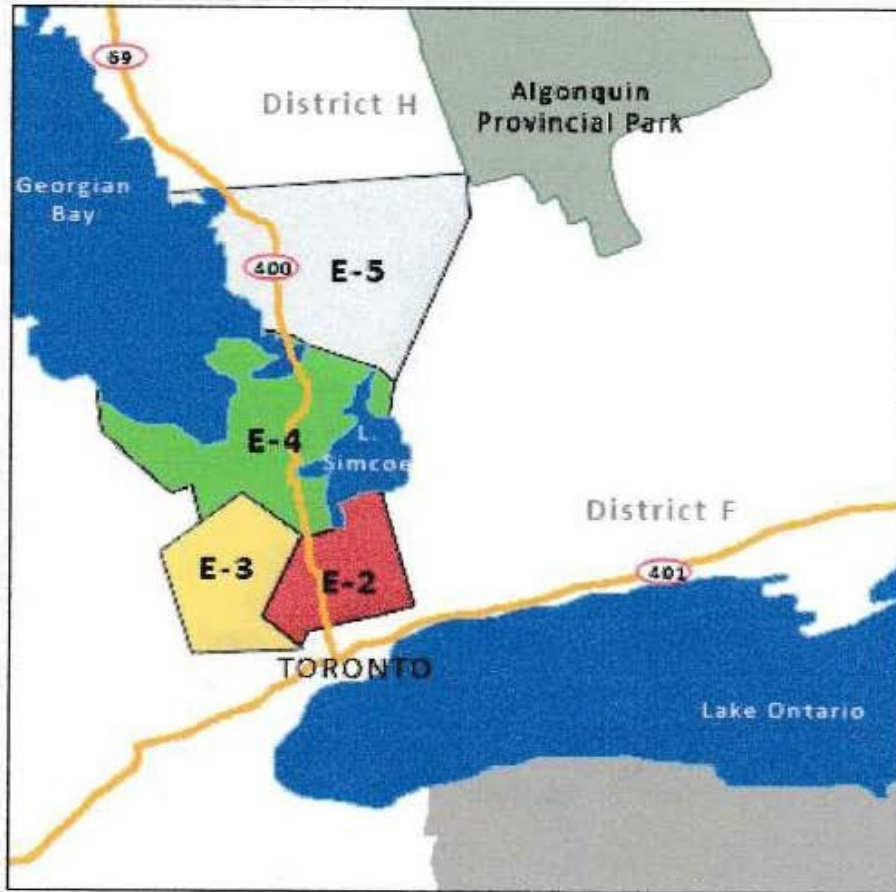 69
District H
Algonquin
Provincial Park
Georgian
Bay
400
E-5
E-4
L.
Simcoe
District F
E-3
E-2
401
TORONTO
Lake Ontario